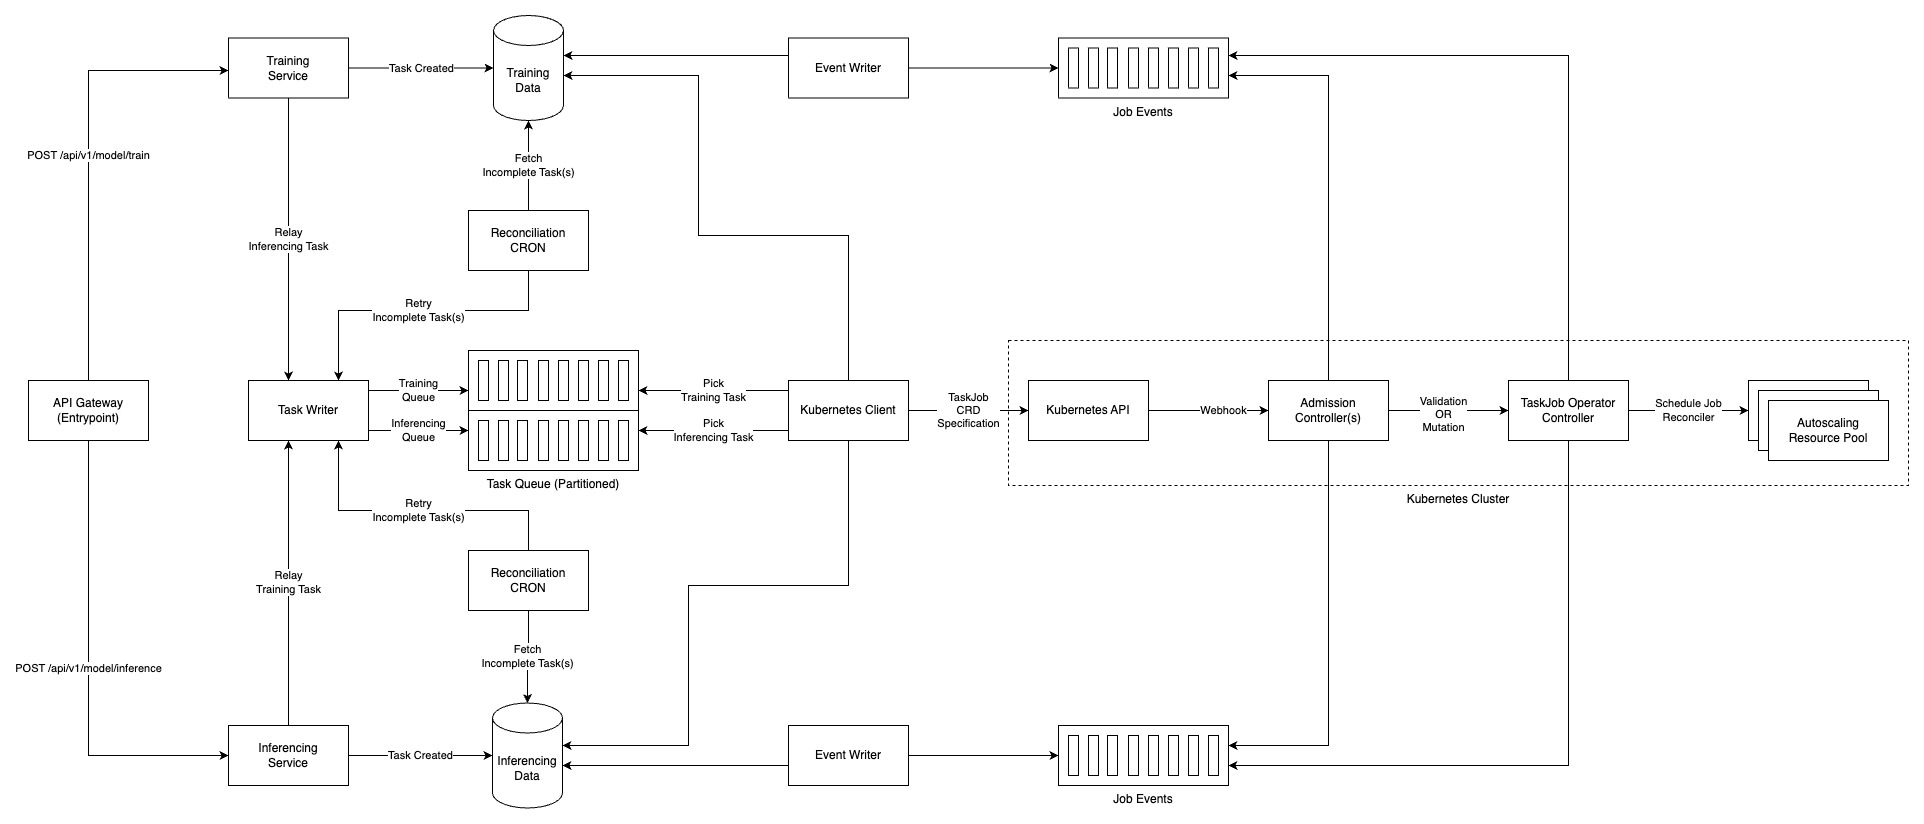 Training
Service
Task Created
Training
Data
Event Writer
Job Events
POST /api/v1/model/train
Fetch
Incomplete Task(s)
Relay
Inferencing Task
Reconciliation
CRON
Retry
Incomplete Task(s)
API Gateway
(Entrypoint)
Task Writer
Training
Queue
Inferencing
Queue
Task Queue (Partitioned)
Pick
Training Task
Pick
Inferencing Task
Kubernetes Client
TaskJob
CRD
Specification
Kubernetes API
Webhook
Admission
Controller(s)
Validation
OR
Mutation
TaskJob Operator
Controller
Schedule Job
Reconciler
Autoscaling
Resource Pool
Kubernetes Cluster
Retry
Incomplete Task(s)
Relay
Training Task
Reconciliation
CRON
Fetch
Incomplete Task(s)
POST /api/v1/model/inference
Inferencing
Service
Task Created
Inferencing
Data
Event Writer
Job Events